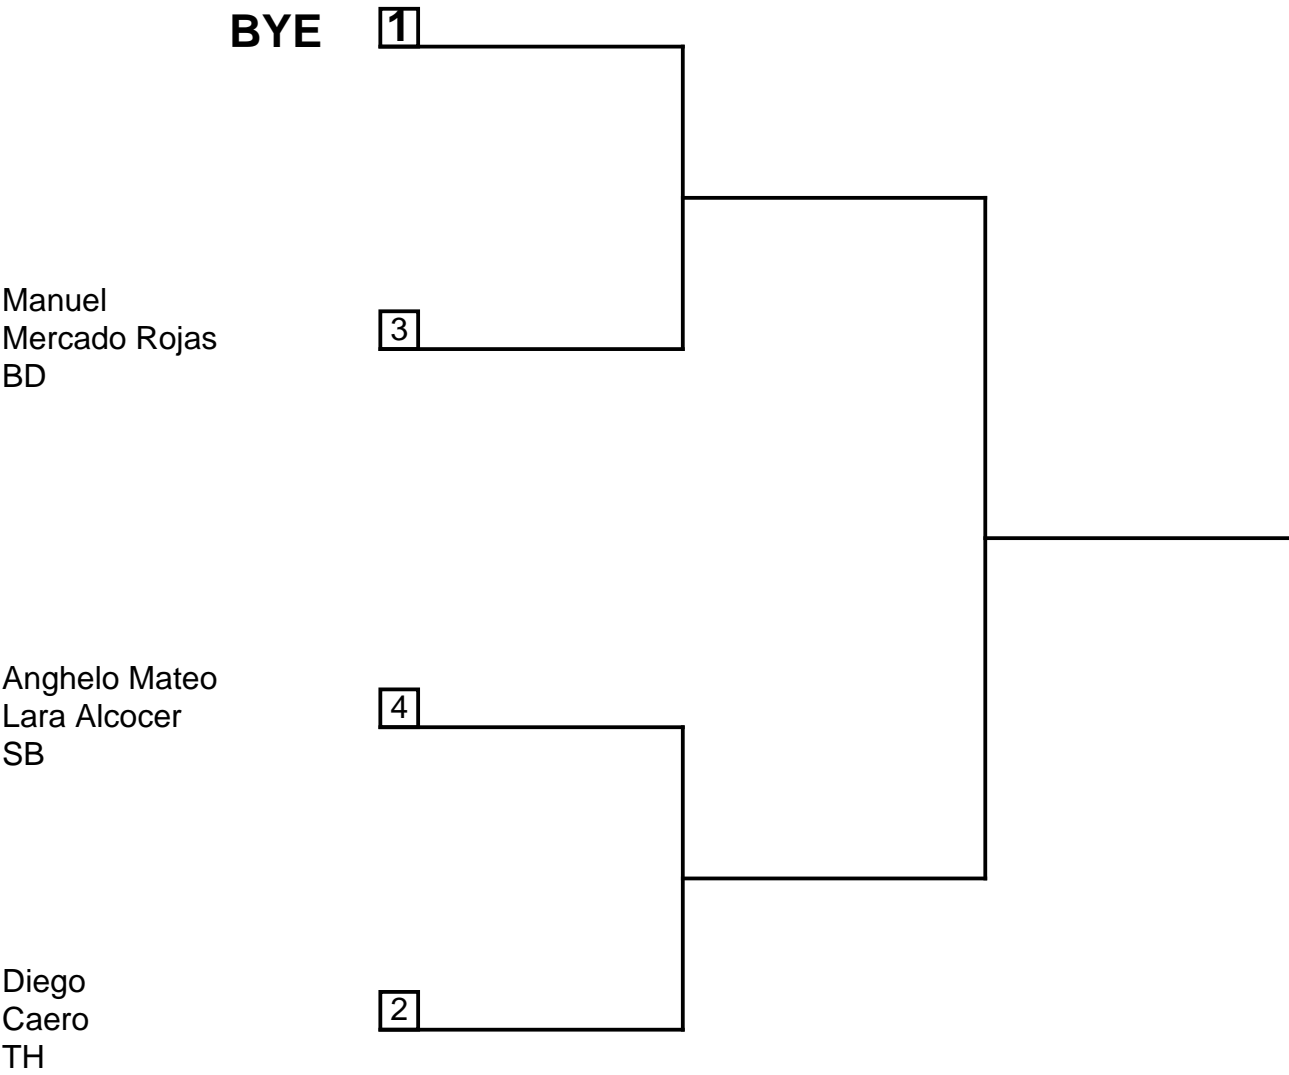 BYE 1
Manuel
Mercado Rojas 3
BD
Anghelo Mateo
Lara Alcocer 4
SB
Diego
Caero 2
TH